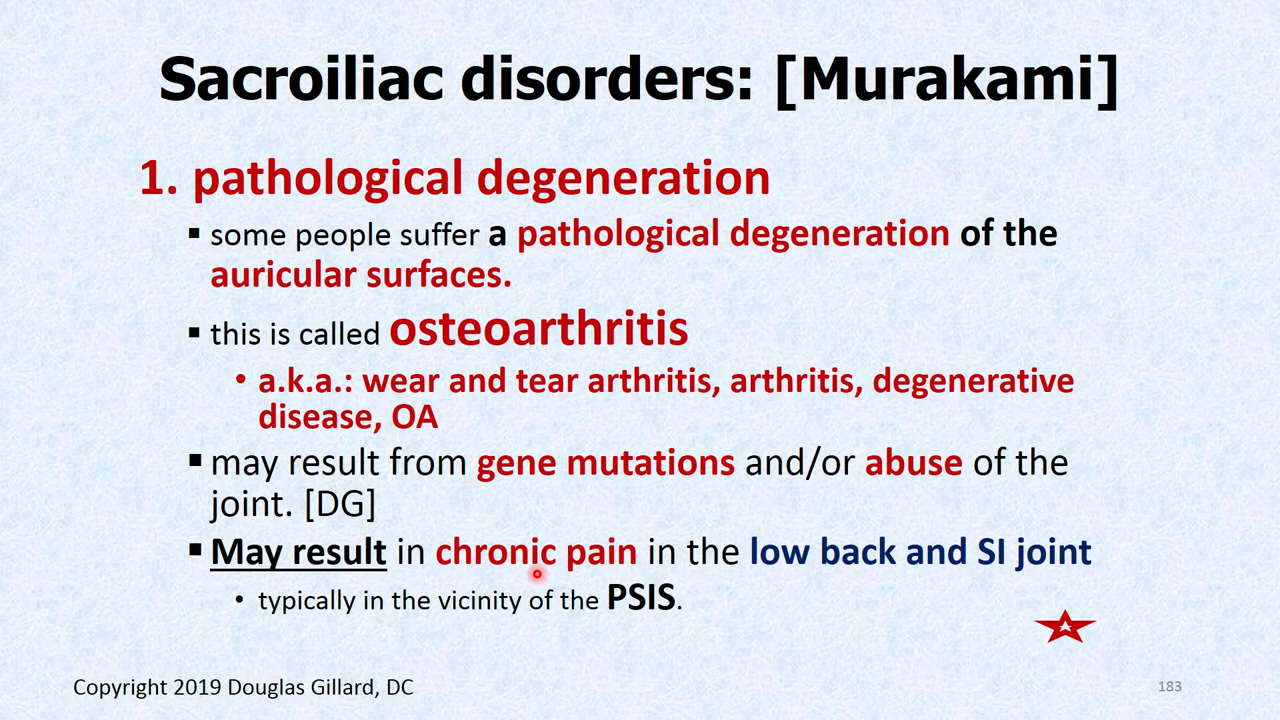 Sacroiliac disorders: [Murakami]
1. pathological degeneration
▪ some people suffer a pathological degeneration of the
auricular surfaces.
▪ this is called osteoarthritis
• a.k.a.: wear and tear arthritis, arthritis, degenerative
disease, OA
▪ may result from gene mutations and/or abuse of the
joint. [DG]
▪ May result in chronic pain in the low back and SI joint
• typically in the vicinity of the PSIS.
Copyright 2019 Douglas Gillard, DC
183